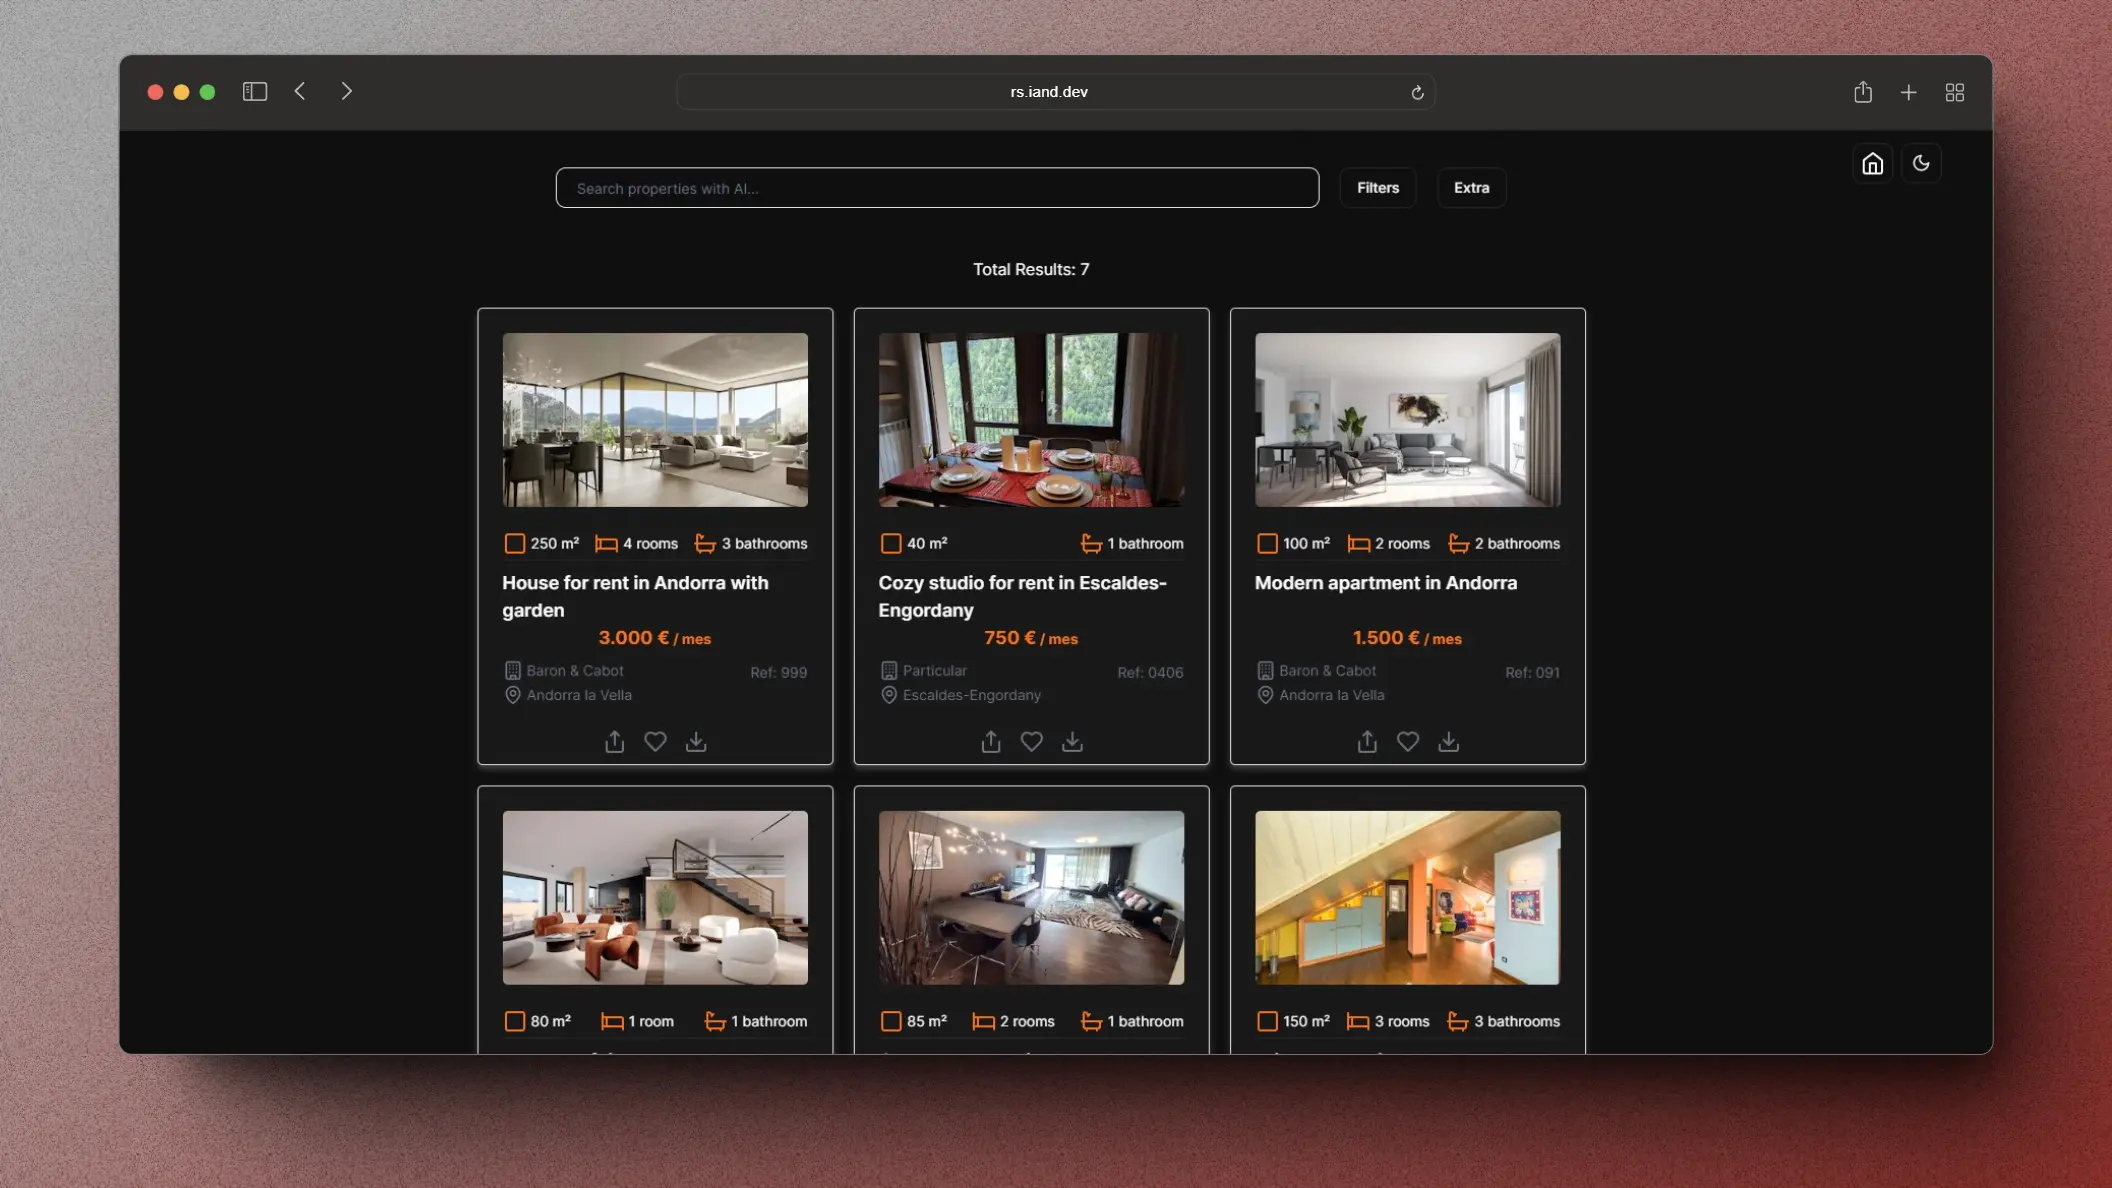 rs.iand.dev
Search properties with AI...
Filters
Extra
Total Results: 7
250 m² 4 rooms 3 bathrooms
House for rent in Andorra with
garden
3.000 € / mes
Baron & Cabot
Ref: 999
Andorra la Vella
40 m² 1 bathroom
Cozy studio for rent in Escaldes-
Engordany
750 € / mes
Particular
Ref: 0406
Escaldes-Engordany
100 m² 2 rooms 2 bathrooms
Modern apartment in Andorra
1.500 € / mes
Baron & Cabot
Ref: 091
Andorra la Vella
80 m² 1 room 1 bathroom
85 m² 2 rooms 1 bathroom
150 m² 3 rooms 3 bathrooms